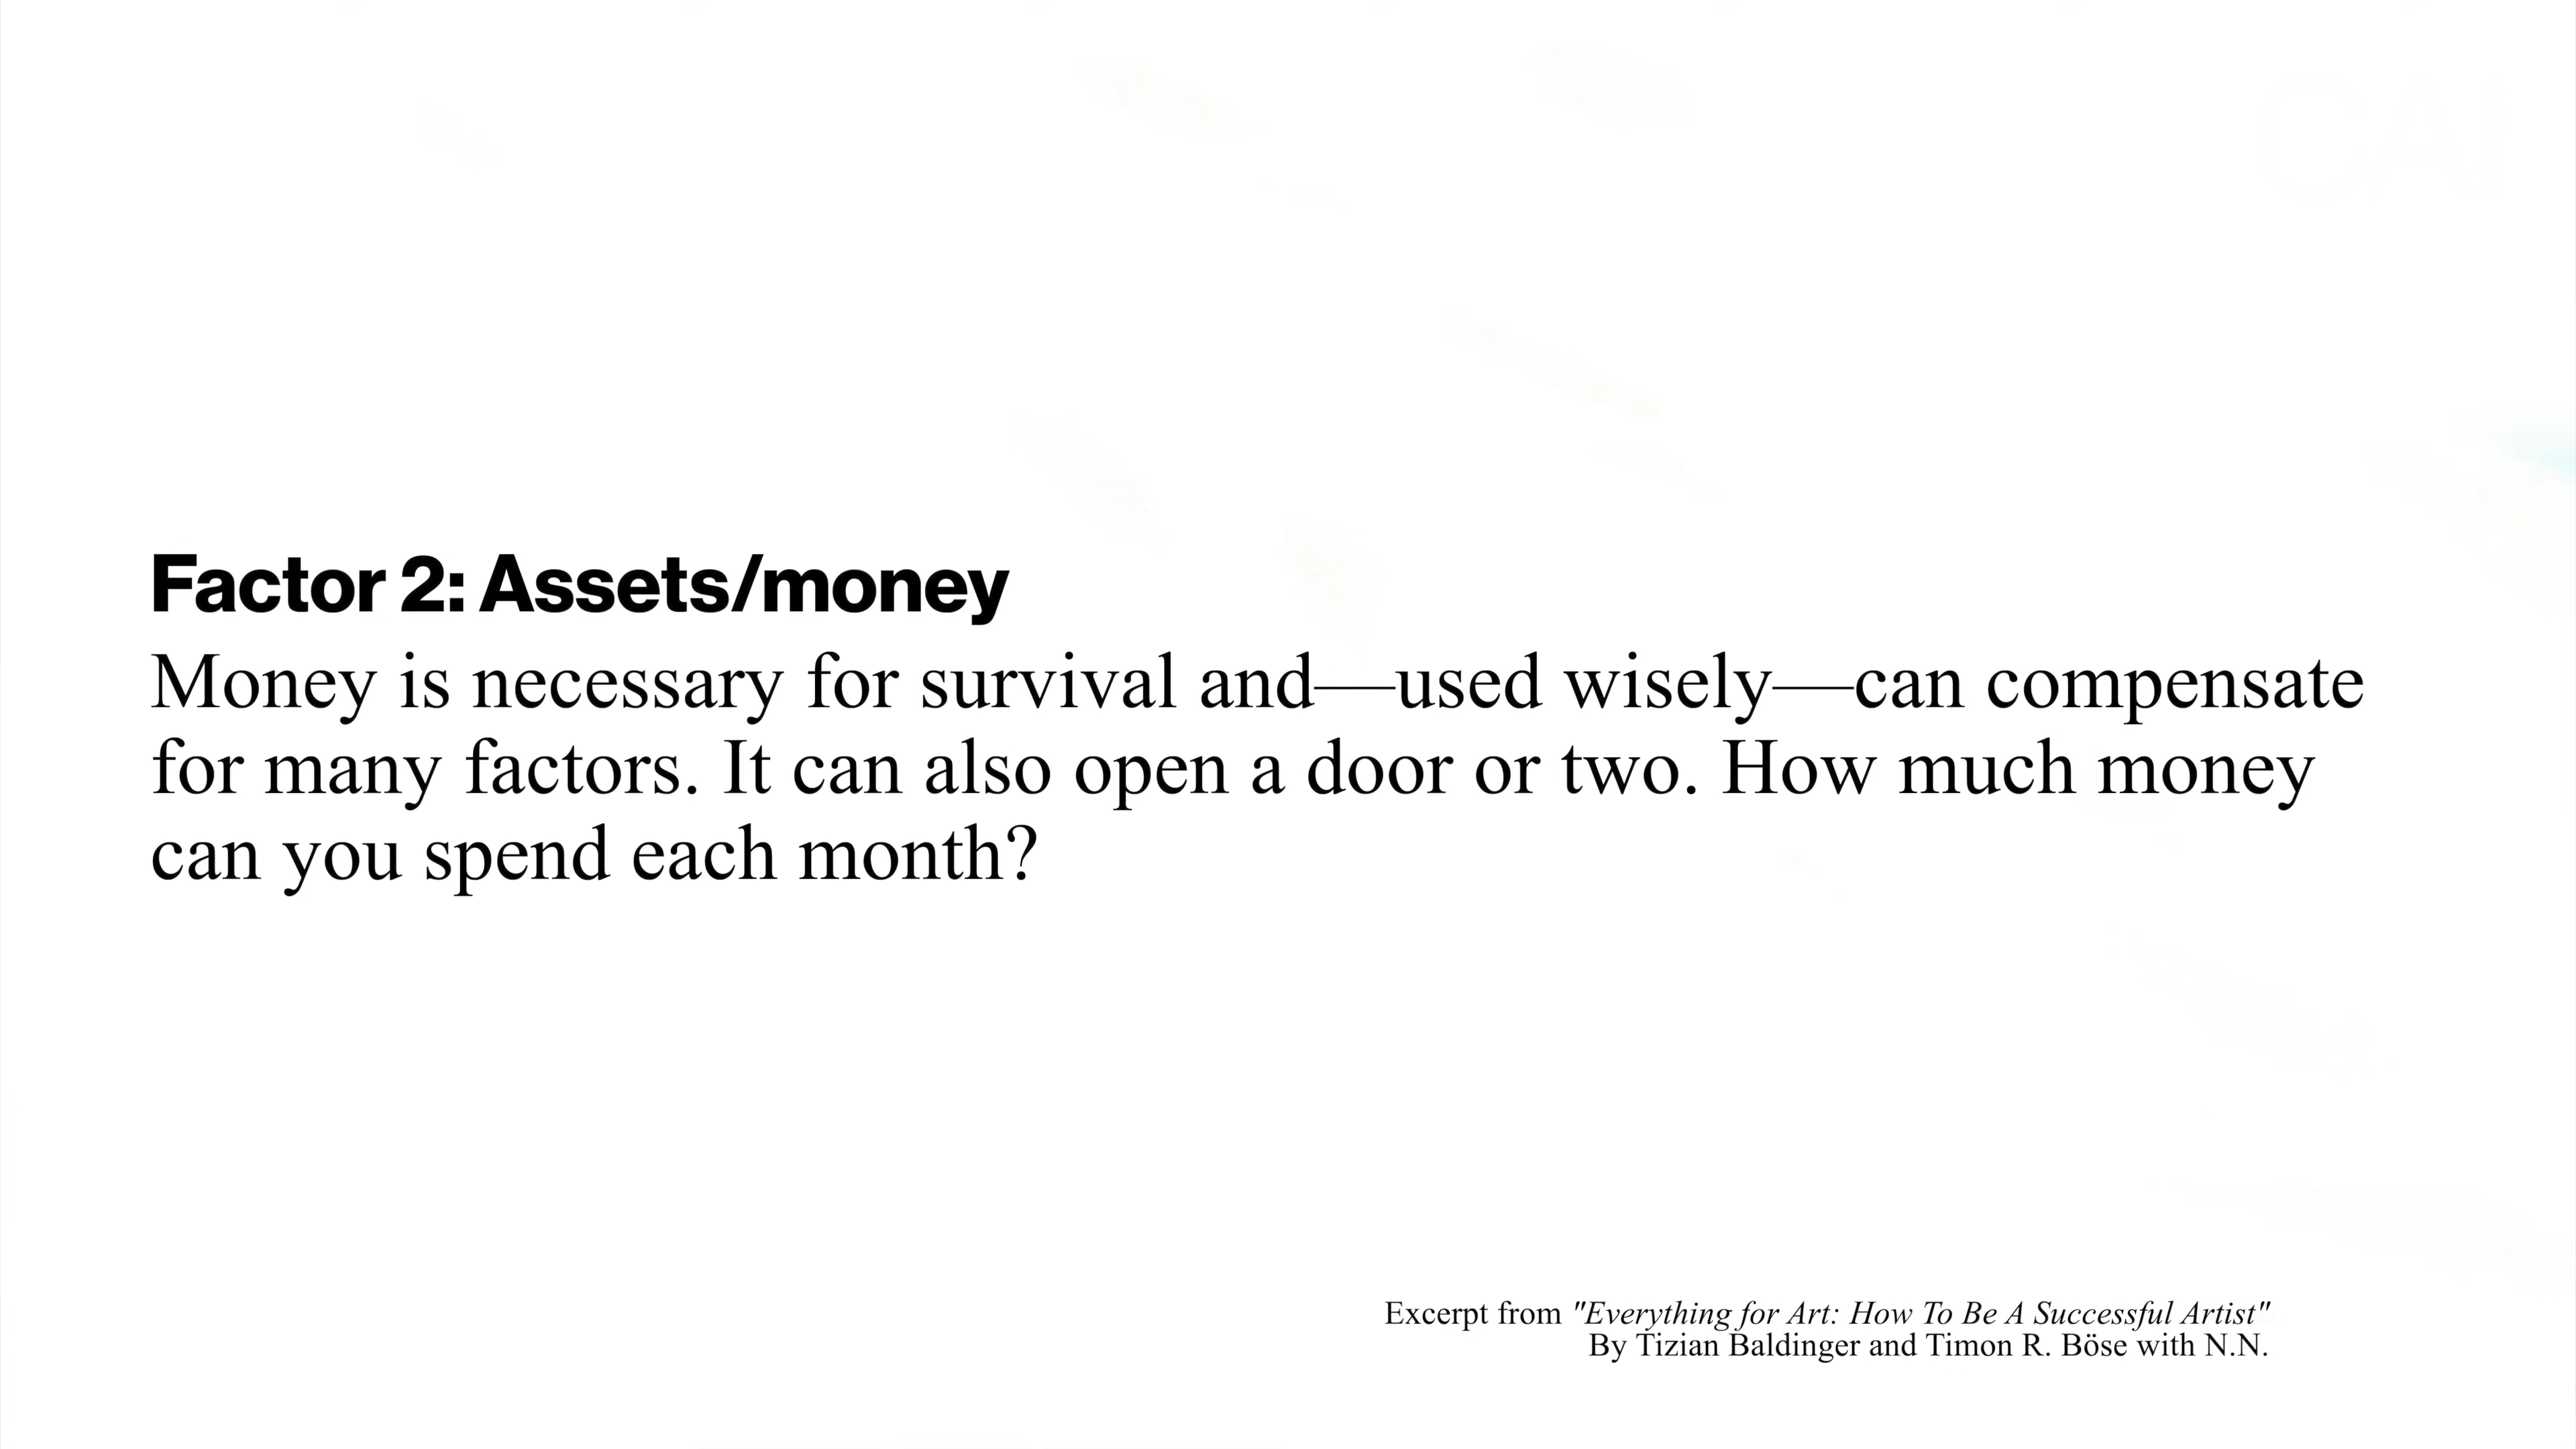 Factor 2: Assets/money
Money is necessary for survival and—used wisely—can compensate
for many factors. It can also open a door or two. How much money
can you spend each month?
Excerpt from "Everything for Art: How To Be A Successful Artist"
By Tizian Baldinger and Timon R. Böse with N.N.